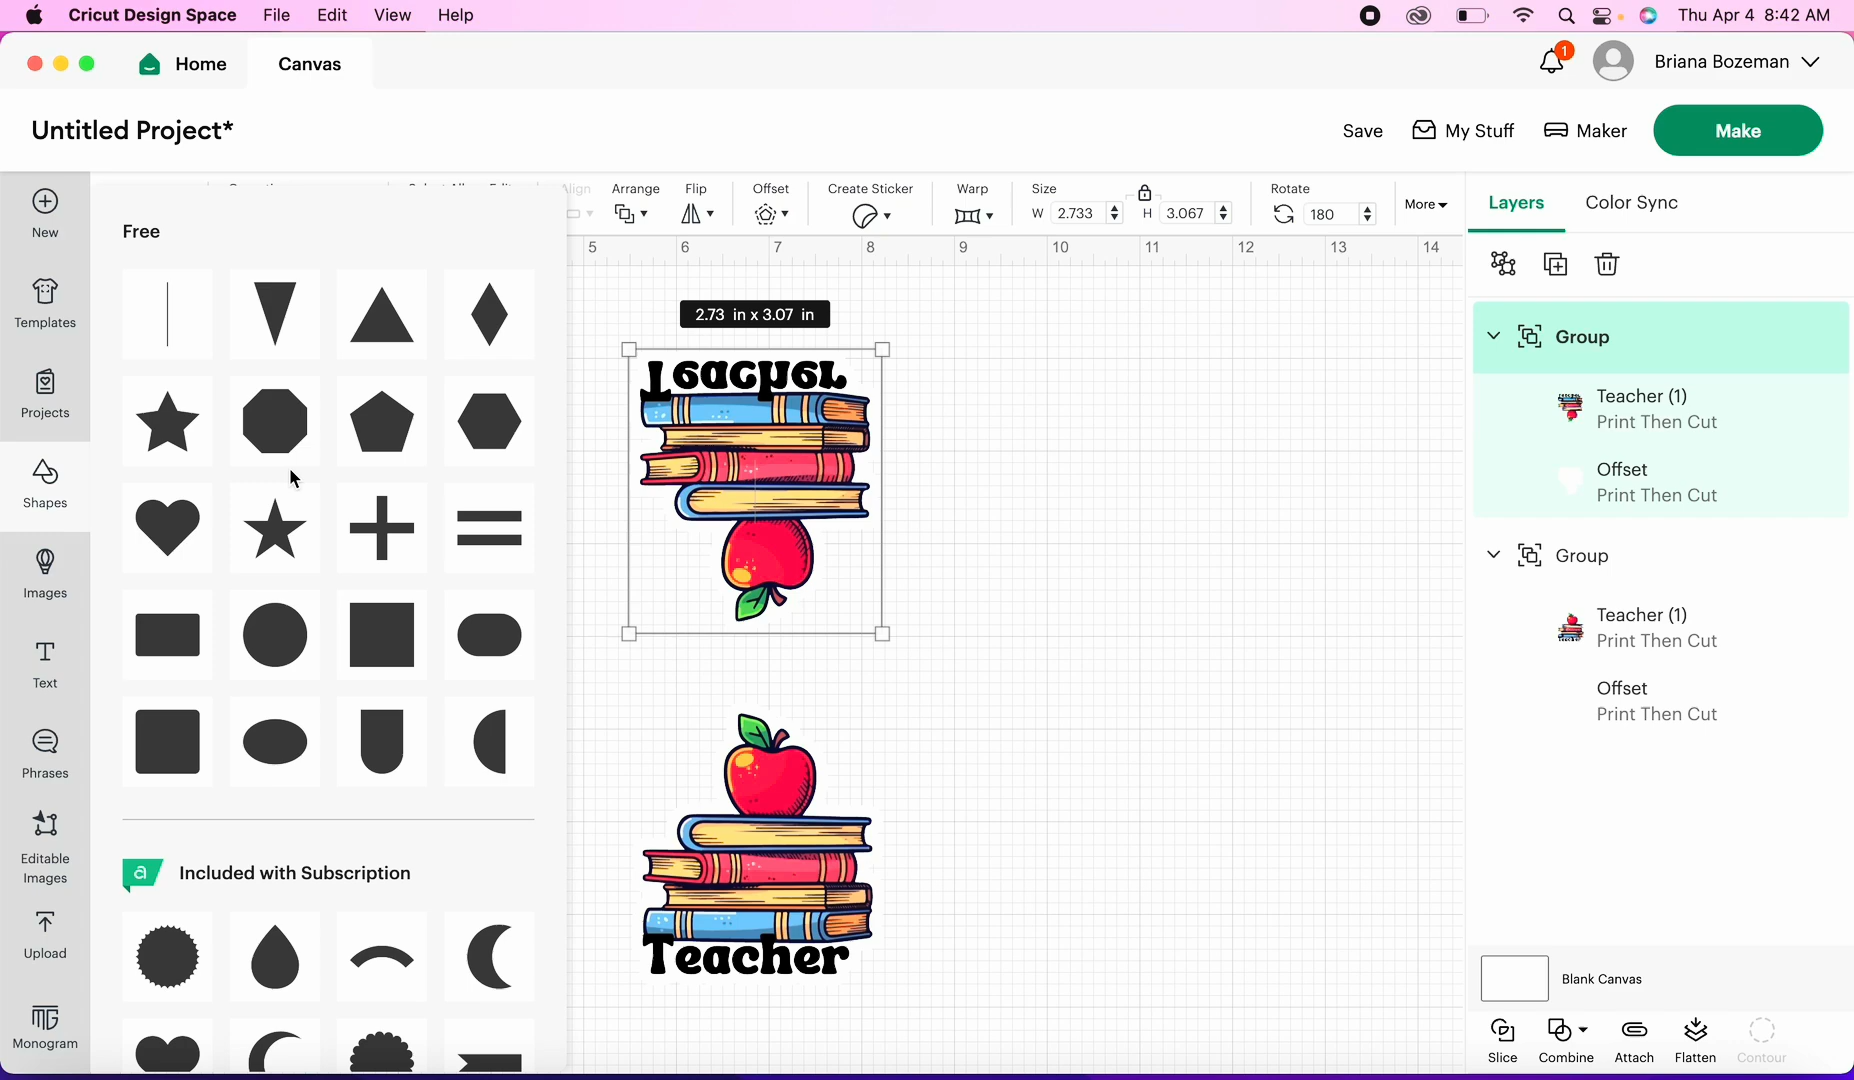 Cricut Design Space File Edit View Help Thu Apr 4 8:42 AM
Home Canvas 1 Briana Bozeman
Untitled Project* Save My Stuff Maker Make
New
Templates
Projects
Shapes
Images
Text
Phrases
Editable
Images
Upload
Monogram
Free
a Included with Subscription
Align Arrange Flip Offset Create Sticker Warp Size Rotate
W 2.733 H 3.067 180 More
5 6 7 8 9 10 11 12 13 14
2.73 in x 3.07 in
Teacher
Teacher
Layers Color Sync
Group
Teacher (1)
Print Then Cut
Offset
Print Then Cut
Group
Teacher (1)
Print Then Cut
Offset
Print Then Cut
Blank Canvas
Slice Combine Attach Flatten Contour